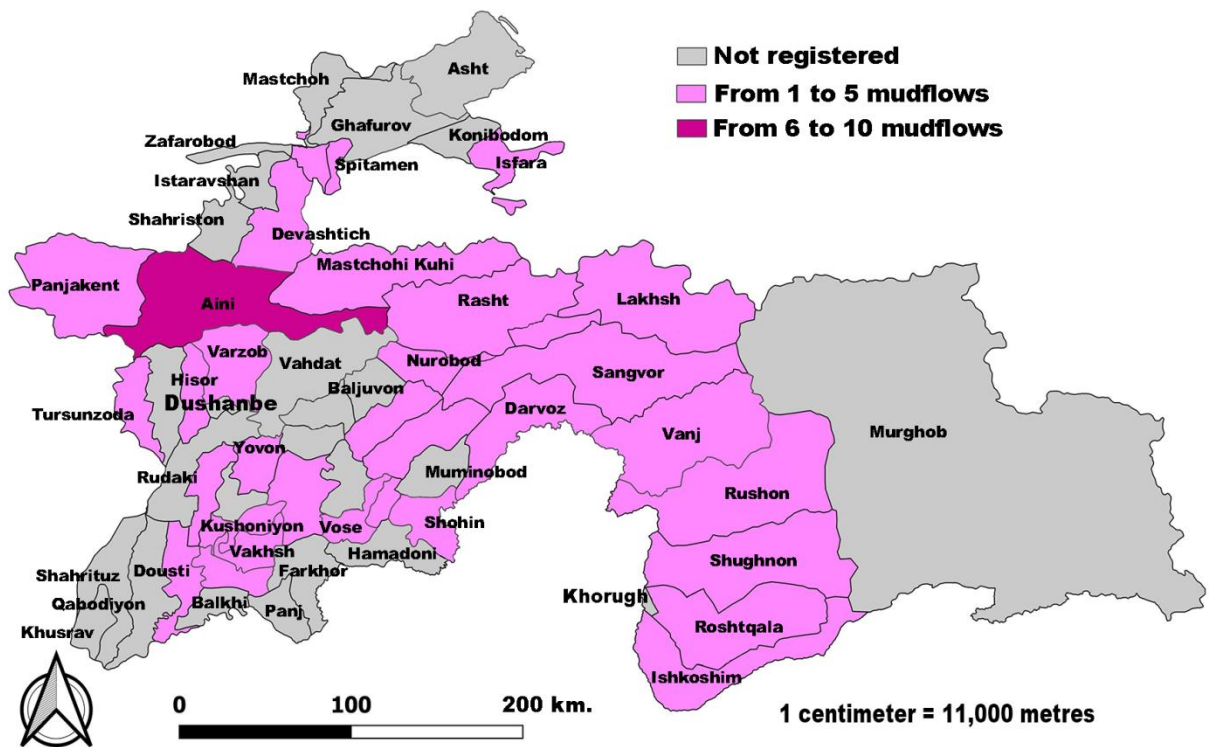 Not registered
From 1 to 5 mudflows
From 6 to 10 mudflows
Asht
Mastchoh
Ghafurov
Zafarobod
Konibodom
Spitamen
Isfara
Istaravshan
Shahriston
Devashtich
Mastchohi Kuhi
Panjakent
Aini
Rasht
Lakhsh
Varzob
Vahdat
Nurobod
Hisor
Baljuvon
Sangvor
Dushanbe
Tursunzoda
Darvoz
Vanj
Murghob
Yovon
Rudaki
Muminobod
Rushon
Kushoniyon
Vose
Shohin
Vakhsh
Hamadoni
Shughnon
Shahrituz
Dousti
Farkhor
Khorugh
Qabodiyon
Balkhi
Panj
Roshtqala
Khusrav
Ishkoshim
0 100 200 km.
1 centimeter = 11,000 metres